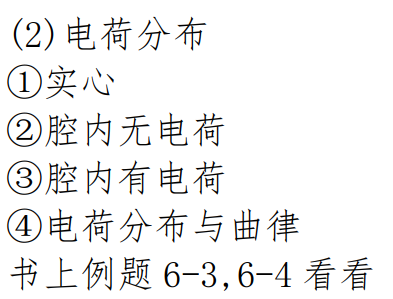 (2)电荷分布
①实心
②腔内无电荷
③腔内有电荷
④电荷分布与曲律
书上例题6-3,6-4看看